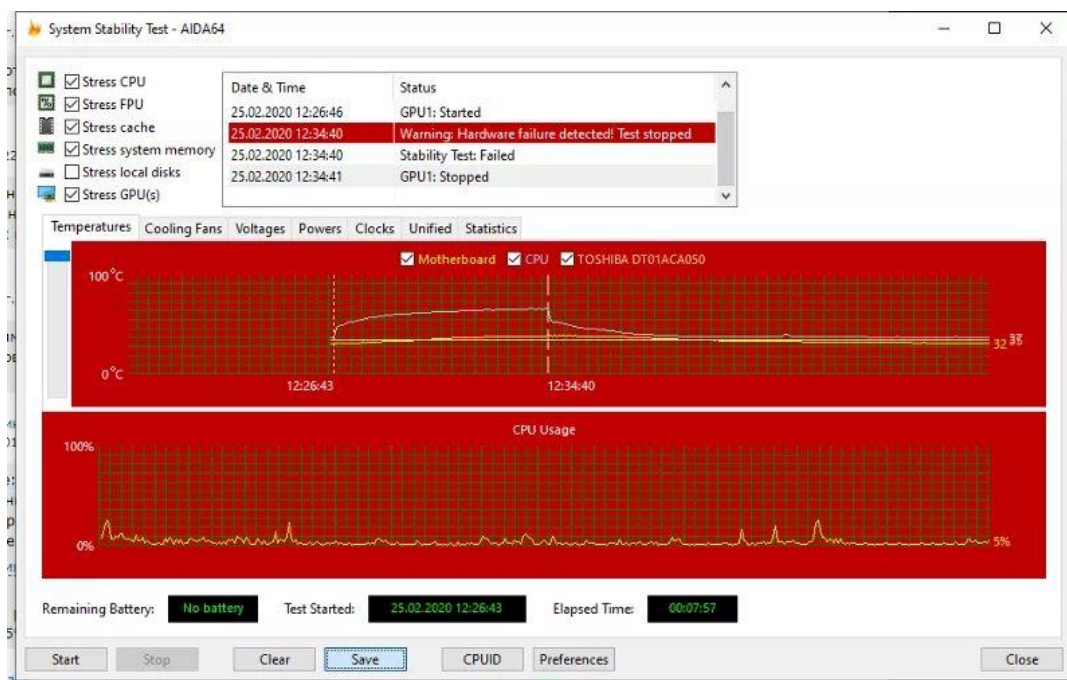 System Stability Test - AIDA64
Stress CPU
Stress FPU
Stress cache
Stress system memory
Stress local disks
Stress GPU(s)
Date & Time Status
25.02.2020 12:26:46 GPU1: Started
25.02.2020 12:34:40 Warning: Hardware failure detected! Test stopped
25.02.2020 12:34:40 Stability Test: Failed
25.02.2020 12:34:41 GPU1: Stopped
Temperatures Cooling Fans Voltages Powers Clocks Unified Statistics
Motherboard CPU TOSHIBA DT01ACA050
100°C
32
0°C
12:26:43 12:34:40
CPU Usage
100%
0% 5%
Remaining Battery: No battery Test Started: 25.02.2020 12:26:43 Elapsed Time: 00:07:57
Start Stop Clear Save CPUID Preferences Close